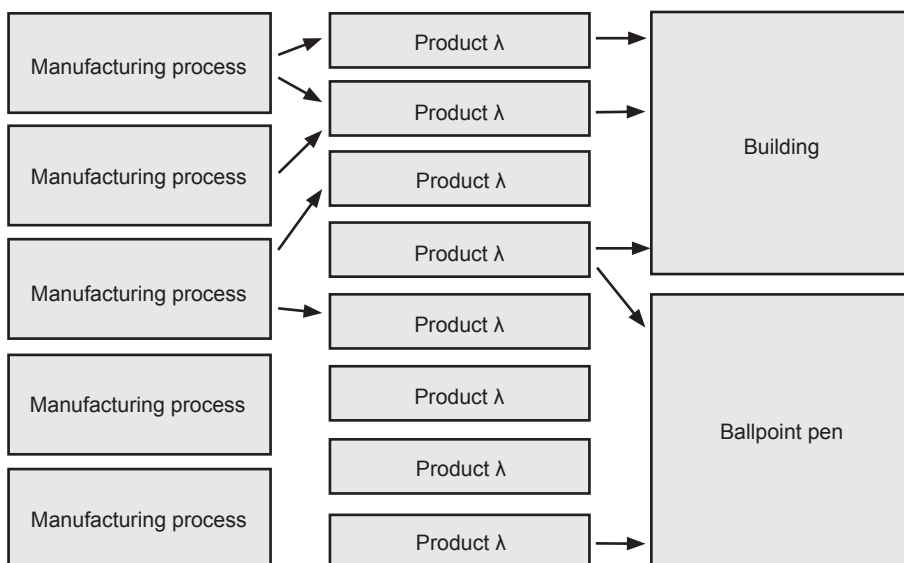 Manufacturing process
Manufacturing process
Manufacturing process
Manufacturing process
Manufacturing process
Product λ
Product λ
Product λ
Product λ
Product λ
Product λ
Product λ
Product λ
Building
Ballpoint pen